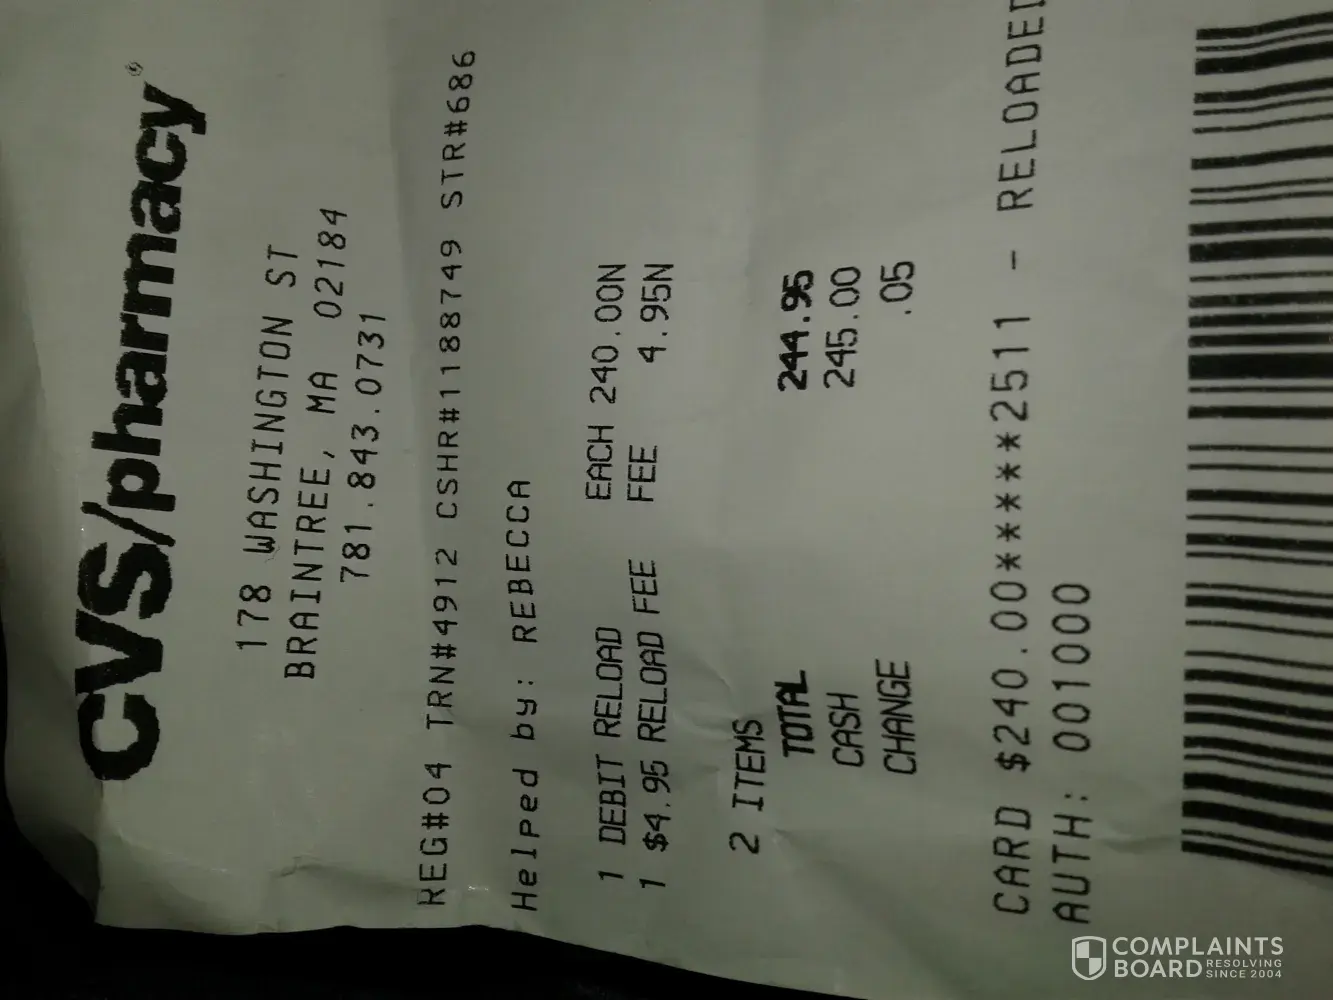 CVS/pharmacy®
178 WASHINGTON ST
BRAINTREE, MA 02184
781.843.0731
REG#04 TRN#4912 CSHR#1188749 STR#686
Helped by: REBECCA
1 DEBIT RELOAD EACH 240.00N
1 $4.95 RELOAD FEE FEE 4.95N
2 ITEMS
TOTAL 244.95
CASH 245.00
CHANGE .05
CARD $240.00******2511 - RELOADED
AUTH: 001000
COMPLAINTS
BOARD RESOLVING
SINCE 2004